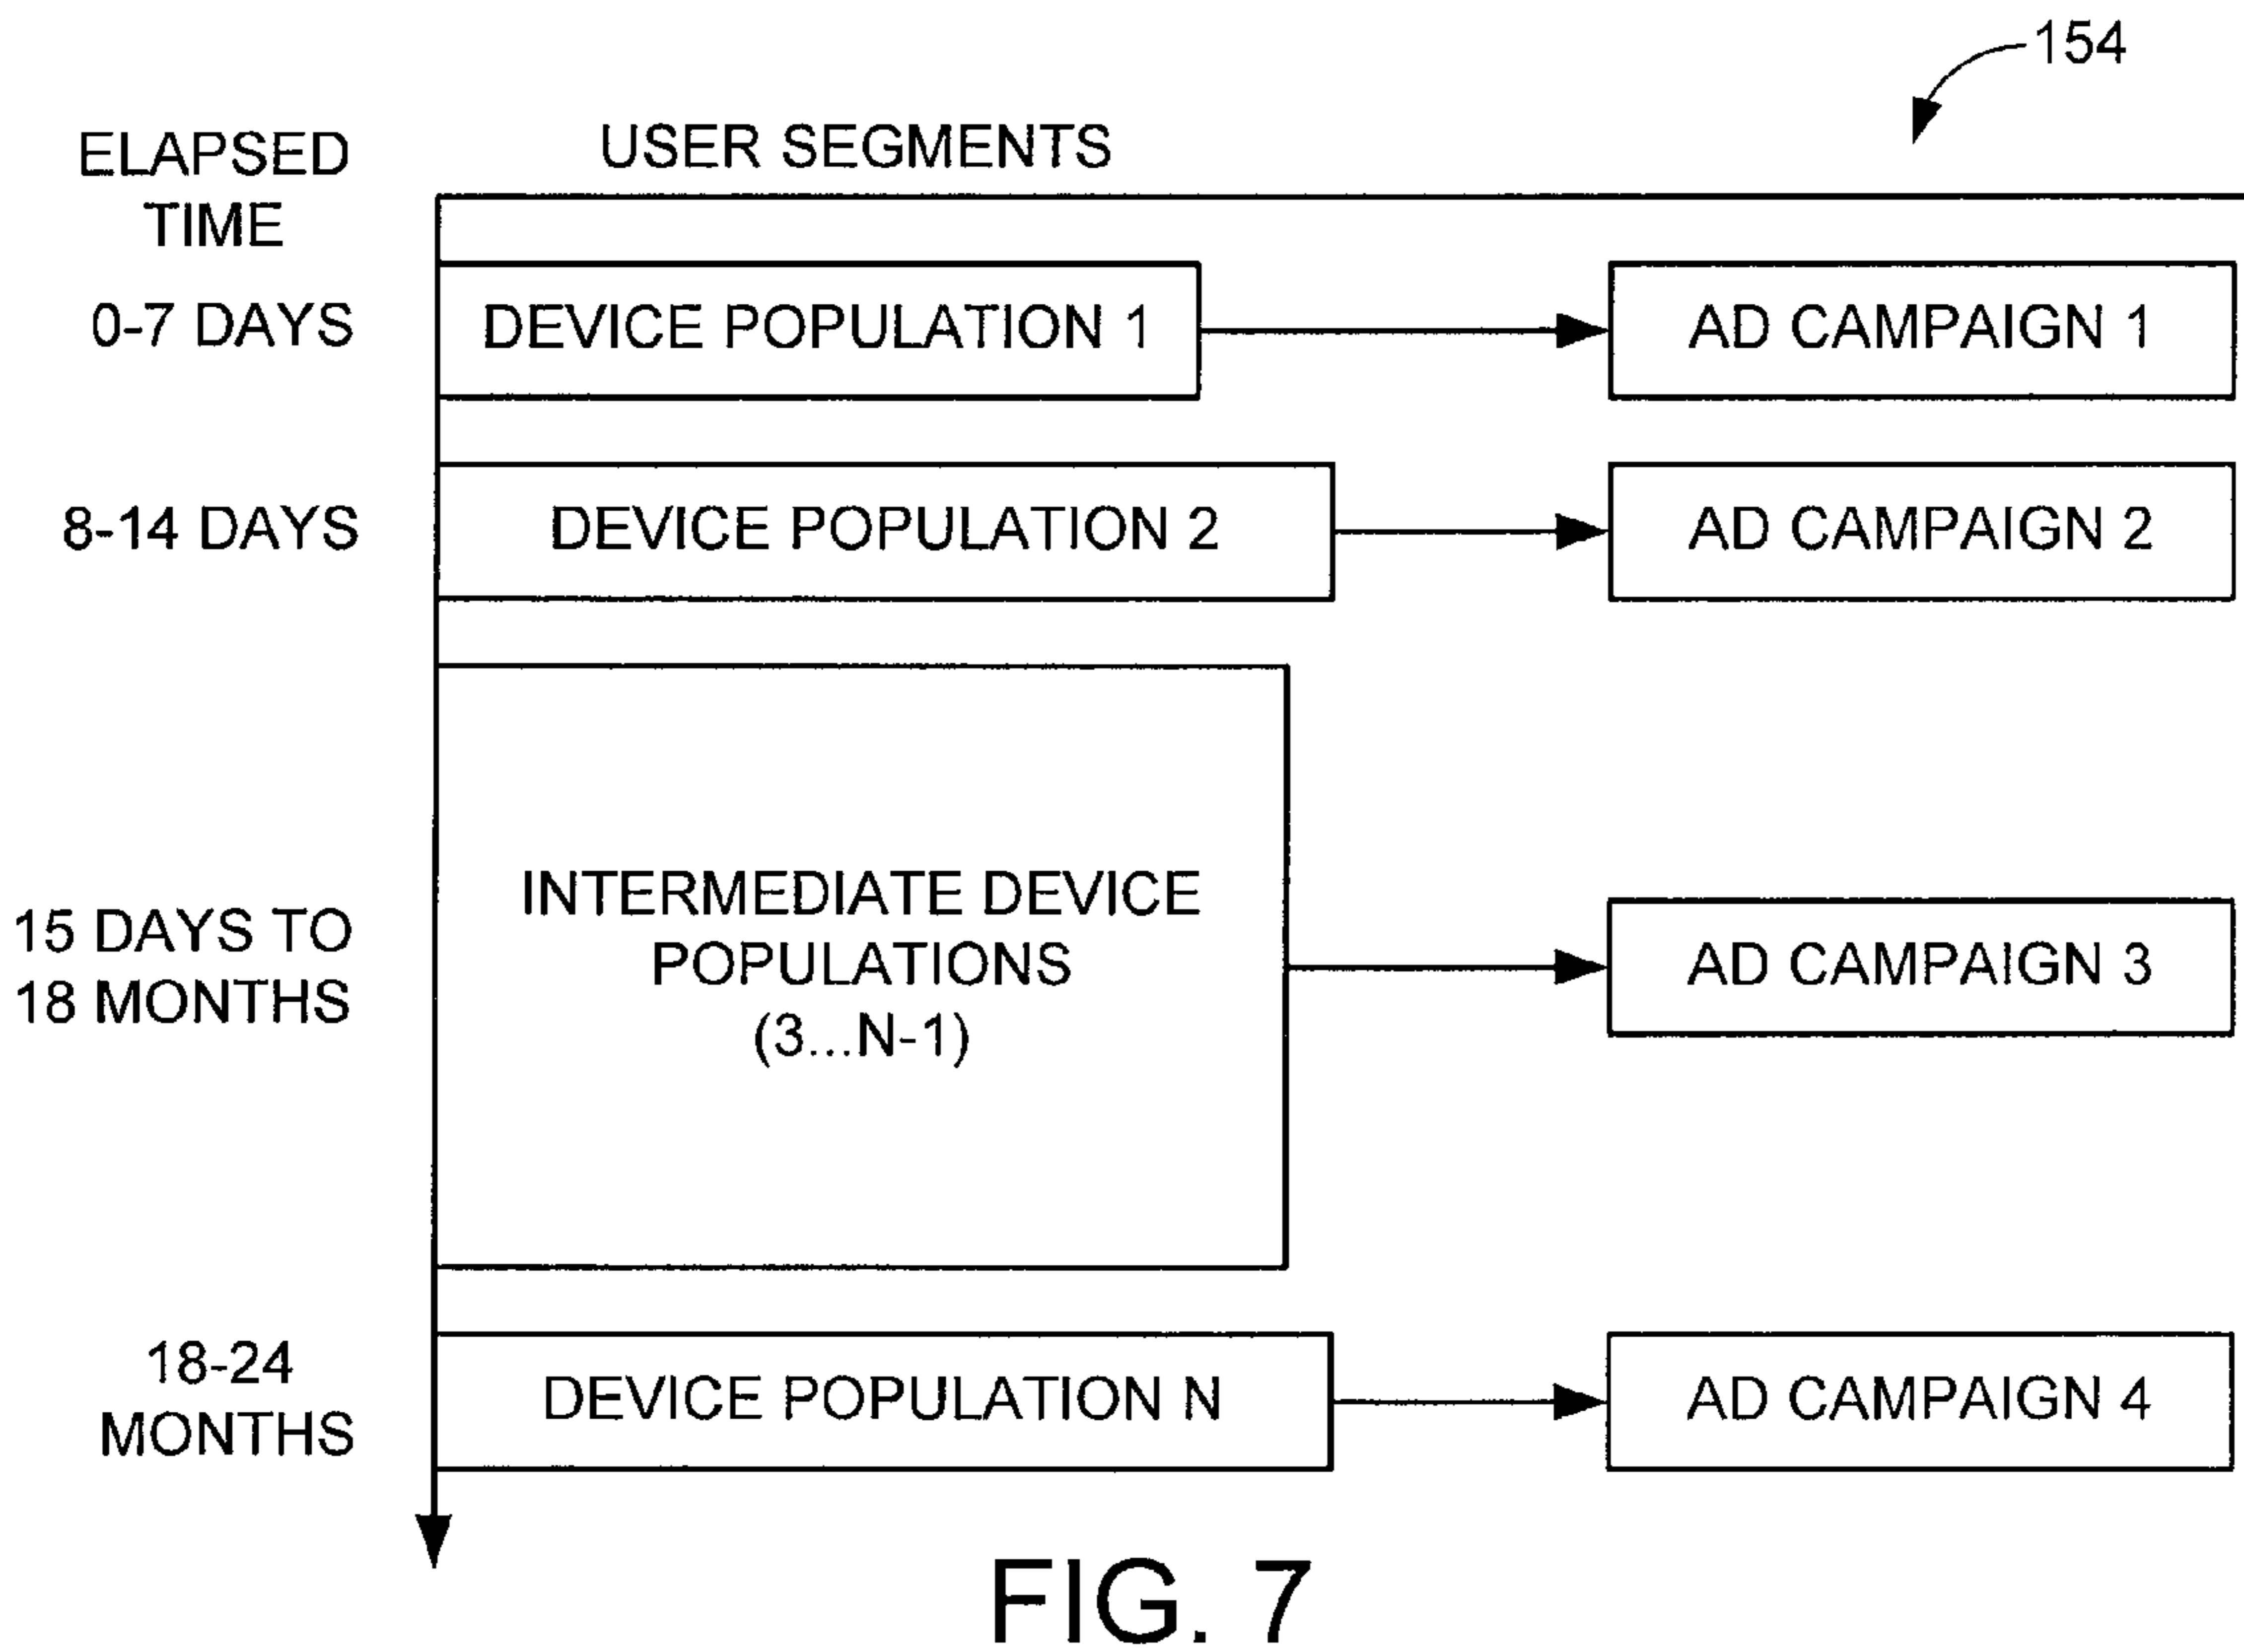 154
ELAPSED
TIME
USER SEGMENTS
0-7 DAYS
DEVICE POPULATION 1
AD CAMPAIGN 1
8-14 DAYS
DEVICE POPULATION 2
AD CAMPAIGN 2
15 DAYS TO
18 MONTHS
INTERMEDIATE DEVICE
POPULATIONS
(3...N-1)
AD CAMPAIGN 3
18-24
MONTHS
DEVICE POPULATION N
AD CAMPAIGN 4
FIG. 7